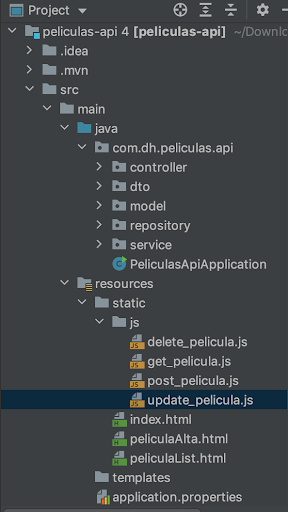 Project
peliculas-api 4 [peliculas-api] ~/Downlo
.idea
.mvn
src
main
java
com.dh.peliculas.api
controller
dto
model
repository
service
PeliculasApiApplication
resources
static
js
delete_pelicula.js
get_pelicula.js
post_pelicula.js
update_pelicula.js
index.html
peliculaAlta.html
peliculaList.html
templates
application.properties